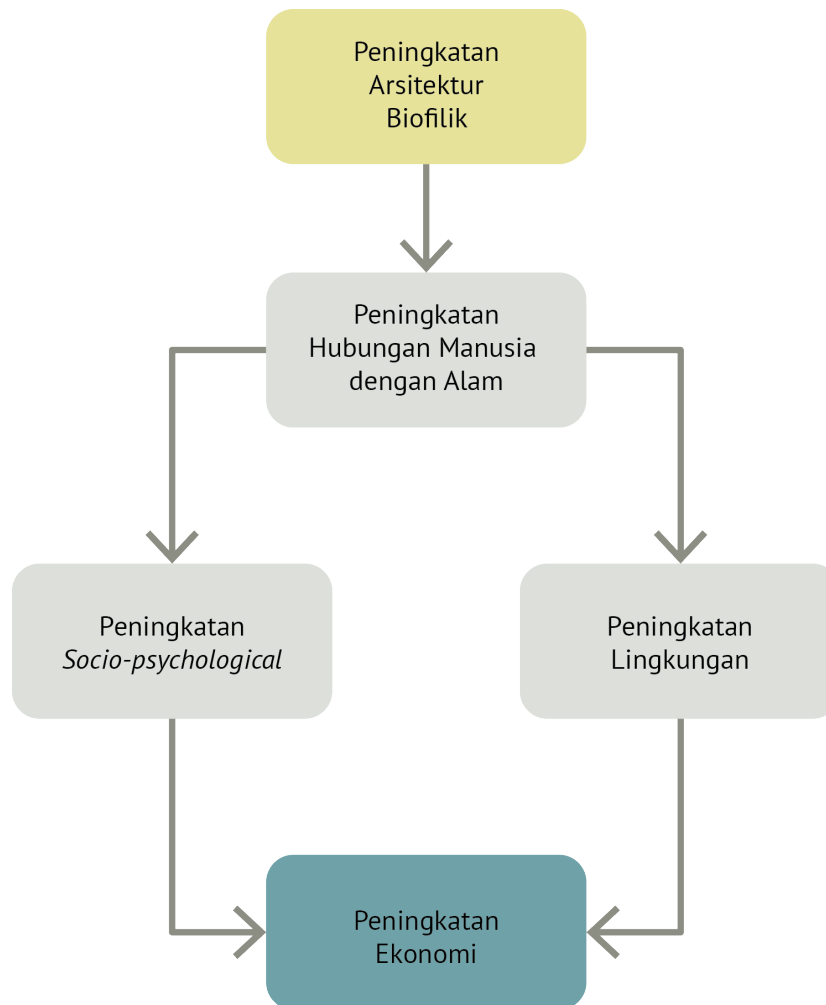 Peningkatan
Arsitektur
Biofilik
Peningkatan
Hubungan Manusia
dengan Alam
Peningkatan
Socio-psychological
Peningkatan
Lingkungan
Peningkatan
Ekonomi